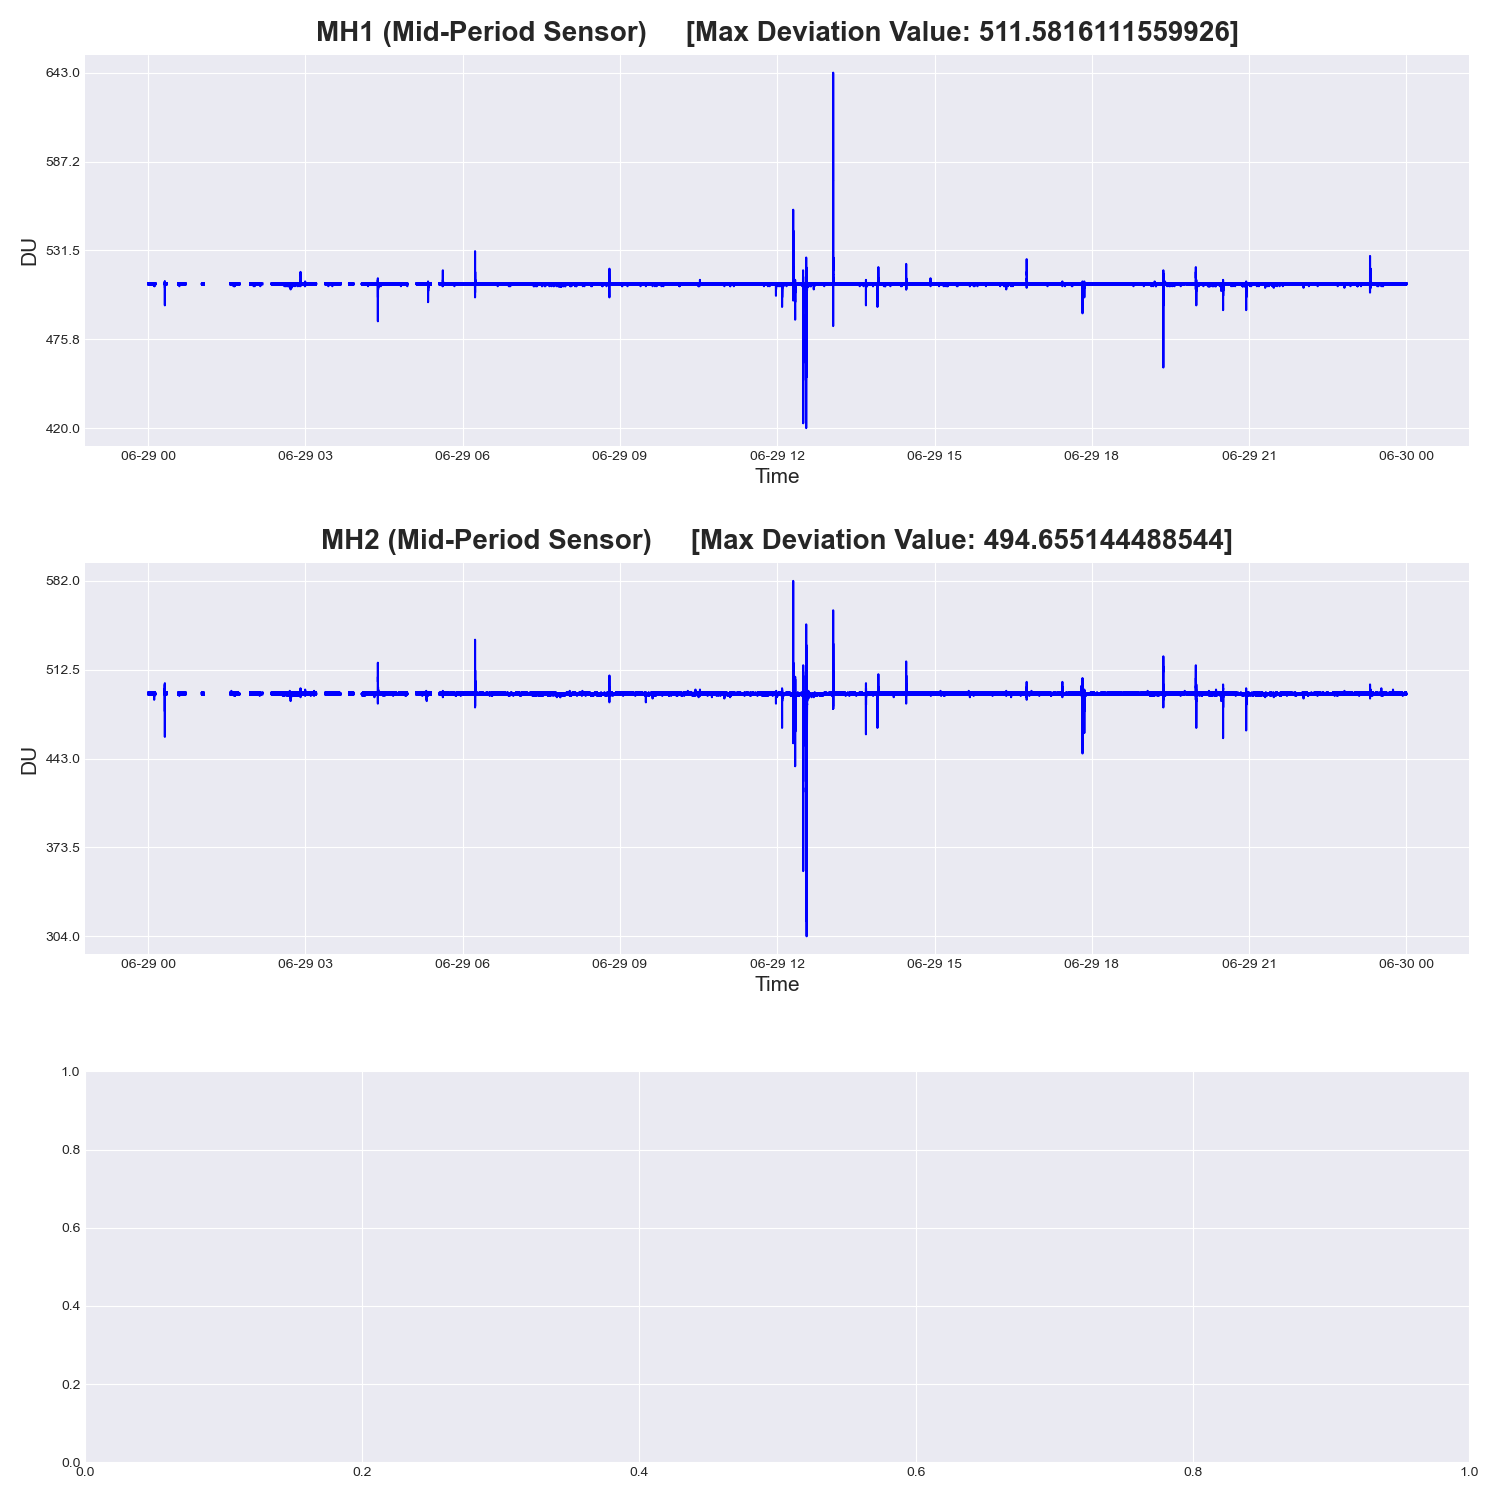 MH1 (Mid-Period Sensor) [Max Deviation Value: 511.5816111559926]
643.0
587.2
531.5
475.8
420.0
DU
06-29 00 06-29 03 06-29 06 06-29 09 06-29 12 06-29 15 06-29 18 06-29 21 06-30 00
Time
MH2 (Mid-Period Sensor) [Max Deviation Value: 494.655144488544]
582.0
512.5
443.0
373.5
304.0
DU
06-29 00 06-29 03 06-29 06 06-29 09 06-29 12 06-29 15 06-29 18 06-29 21 06-30 00
Time
1.0
0.8
0.6
0.4
0.2
0.0
0.0 0.2 0.4 0.6 0.8 1.0